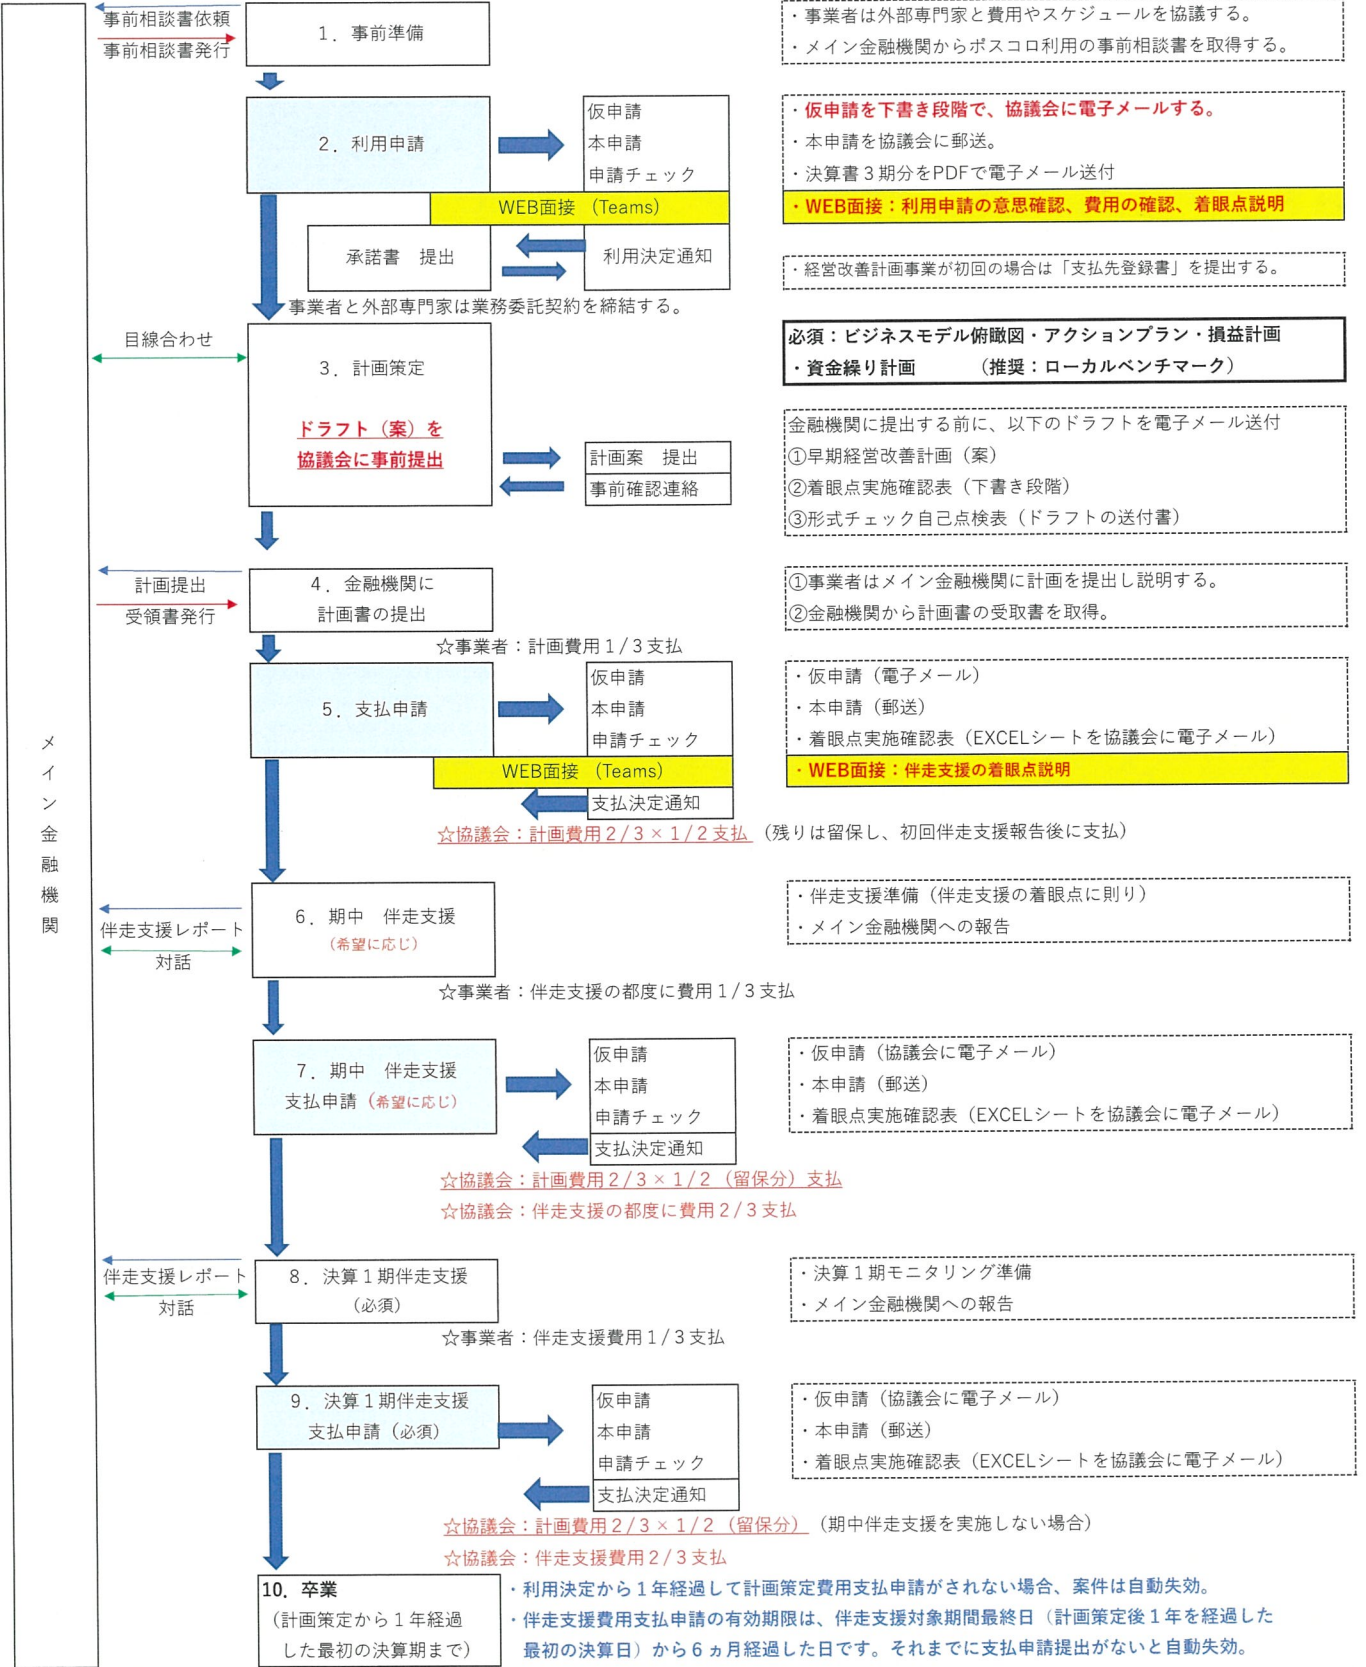 メイン金融機関
事前相談書依頼
事前相談書発行
1．事前準備
・事業者は外部専門家と費用やスケジュールを協議する。
・メイン金融機関からポスコロ利用の事前相談書を取得する。
2．利用申請
仮申請
本申請
申請チェック
・仮申請を下書き段階で、協議会に電子メールする。
・本申請を協議会に郵送。
・決算書３期分をPDFで電子メール送付
WEB面接　（Teams）
・WEB面接：利用申請の意思確認、費用の確認、着眼点説明
承諾書　提出
利用決定通知
・経営改善計画事業が初回の場合は「支払先登録書」を提出する。
事業者と外部専門家は業務委託契約を締結する。
目線合わせ
3．計画策定
ドラフト（案）を
協議会に事前提出
必須：ビジネスモデル俯瞰図・アクションプラン・損益計画
・資金繰り計画　　　（推奨：ローカルベンチマーク）
計画案　提出
事前確認連絡
金融機関に提出する前に、以下のドラフトを電子メール送付
①早期経営改善計画（案）
②着眼点実施確認表（下書き段階）
③形式チェック自己点検表（ドラフトの送付書）
計画提出
受領書発行
4．金融機関に
計画書の提出
①事業者はメイン金融機関に計画を提出し説明する。
②金融機関から計画書の受取書を取得。
☆事業者：計画費用１/３支払
5．支払申請
仮申請
本申請
申請チェック
・仮申請（電子メール）
・本申請（郵送）
・着眼点実施確認表（EXCELシートを協議会に電子メール）
WEB面接　（Teams）
・WEB面接：伴走支援の着眼点説明
支払決定通知
☆協議会：計画費用２/３×１/２支払　（残りは留保し、初回伴走支援報告後に支払）
伴走支援レポート
対話
6．期中　伴走支援
（希望に応じ）
・伴走支援準備（伴走支援の着眼点に則り）
・メイン金融機関への報告
☆事業者：伴走支援の都度に費用１/３支払
7．期中　伴走支援
支払申請（希望に応じ）
仮申請
本申請
申請チェック
支払決定通知
・仮申請（協議会に電子メール）
・本申請（郵送）
・着眼点実施確認表（EXCELシートを協議会に電子メール）
☆協議会：計画費用２/３×１/２（留保分）支払
☆協議会：伴走支援の都度に費用２/３支払
伴走支援レポート
対話
8．決算１期伴走支援
（必須）
・決算１期モニタリング準備
・メイン金融機関への報告
☆事業者：伴走支援費用１/３支払
9．決算１期伴走支援
支払申請（必須）
仮申請
本申請
申請チェック
支払決定通知
・仮申請（協議会に電子メール）
・本申請（郵送）
・着眼点実施確認表（EXCELシートを協議会に電子メール）
☆協議会：計画費用２/３×１/２（留保分）　（期中伴走支援を実施しない場合）
☆協議会：伴走支援費用２/３支払
10．卒業
（計画策定から１年経過
した最初の決算期まで）
・利用決定から１年経過して計画策定費用支払申請がされない場合、案件は自動失効。
・伴走支援費用支払申請の有効期限は、伴走支援対象期間最終日（計画策定後１年を経過した
最初の決算日）から６ヵ月経過した日です。それまでに支払申請提出がないと自動失効。